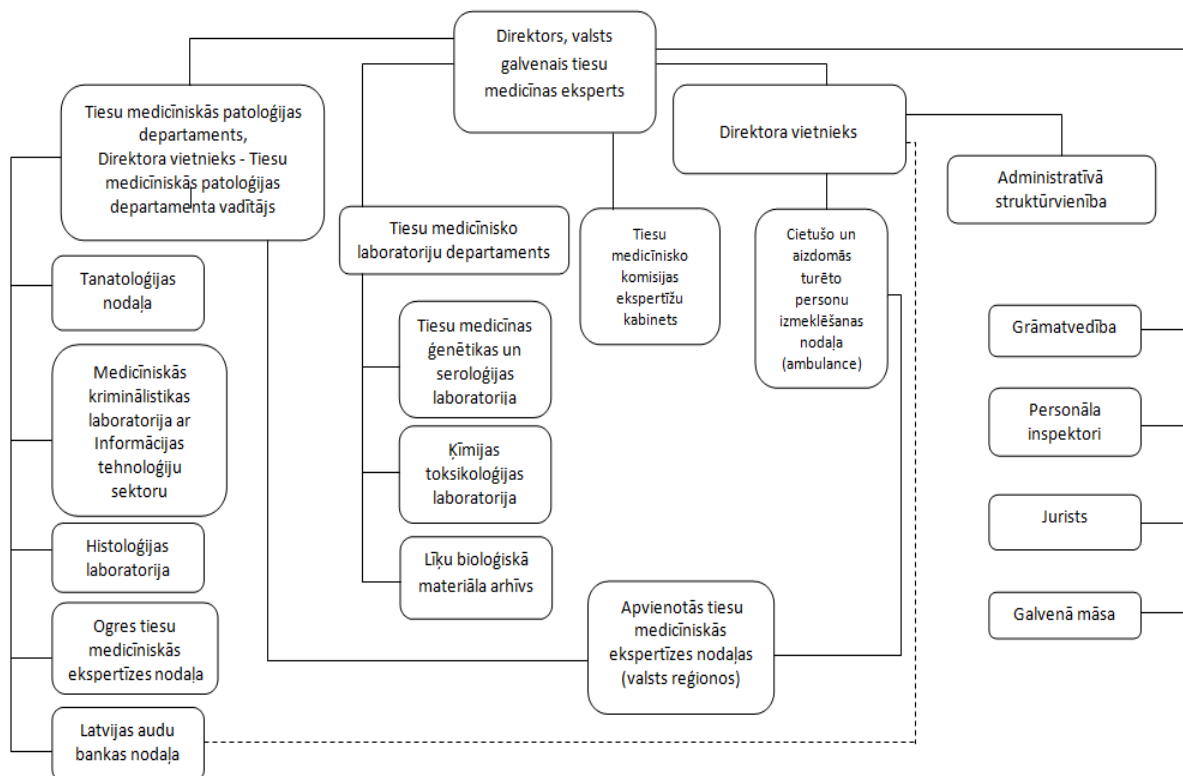 Direktors, valsts
galvenais tiesu
medicīnas eksperts
Tiesu medicīniskās patoloģijas
departaments,
Direktora vietnieks - Tiesu
medicīniskās patoloģijas
departamenta vadītājs
Direktora vietnieks
Administratīvā
struktūrvienība
Tiesu medicīnisko
laboratoriju departaments
Tiesu
medicīnisko
komisijas
ekspertīžu
kabinets
Cietušo un
aizdomās
turēto
personu
izmeklēšanas
nodaļa
(ambulance)
Tanatoloģijas
nodaļa
Medicīniskās
kriminālistikas
laboratorija ar
Informācijas
tehnoloģiju
sektoru
Histoloģijas
laboratorija
Ogres tiesu
medicīniskās
ekspertīzes nodaļa
Latvijas audu
bankas nodaļa
Tiesu medicīnas
ģenētikas un
seroloģijas
laboratorija
Ķīmijas
toksikoloģijas
laboratorija
Līķu bioloģiskā
materiāla arhīvs
Apvienotās tiesu
medicīniskās
ekspertīzes nodaļas
(valsts reģionos)
Grāmatvedība
Personāla
inspektori
Jurists
Galvenā māsa